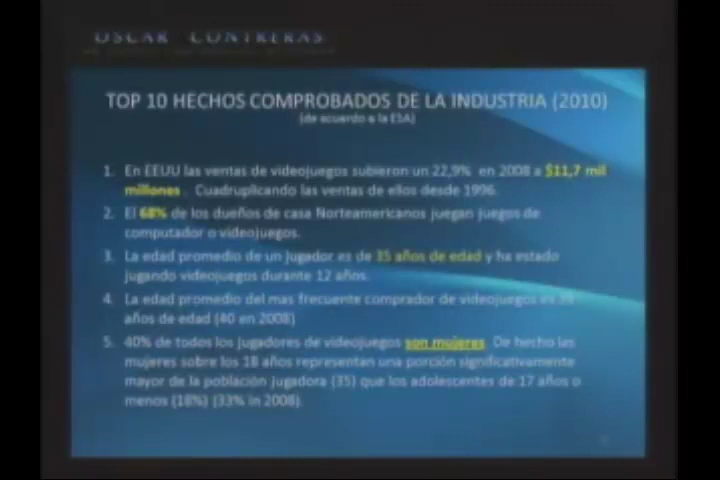 OSCAR CONTRERAS
TOP 10 HECHOS COMPROBADOS DE LA INDUSTRIA (2010)
(de acuerdo a la ESA)
1. En EEUU las ventas de videojuegos subieron un 22,9% en 2008 a $11,7 mil
millones . Cuadruplicando las ventas de ellos desde 1996.
2. El 68% de los dueños de casa Norteamericanos juegan juegos de
computador o videojuegos.
3. La edad promedio de un jugador es de 35 años de edad y ha estado
jugando videojuegos durante 12 años.
4. La edad promedio del mas frecuente comprador de videojuegos es 39
años de edad (40 en 2008)
5. 40% de todos los jugadores de videojuegos son mujeres. De hecho las
mujeres sobre los 18 años representan una porción significativamente
mayor de la población jugadora (35) que los adolescentes de 17 años o
menos (18%) (33% in 2008).